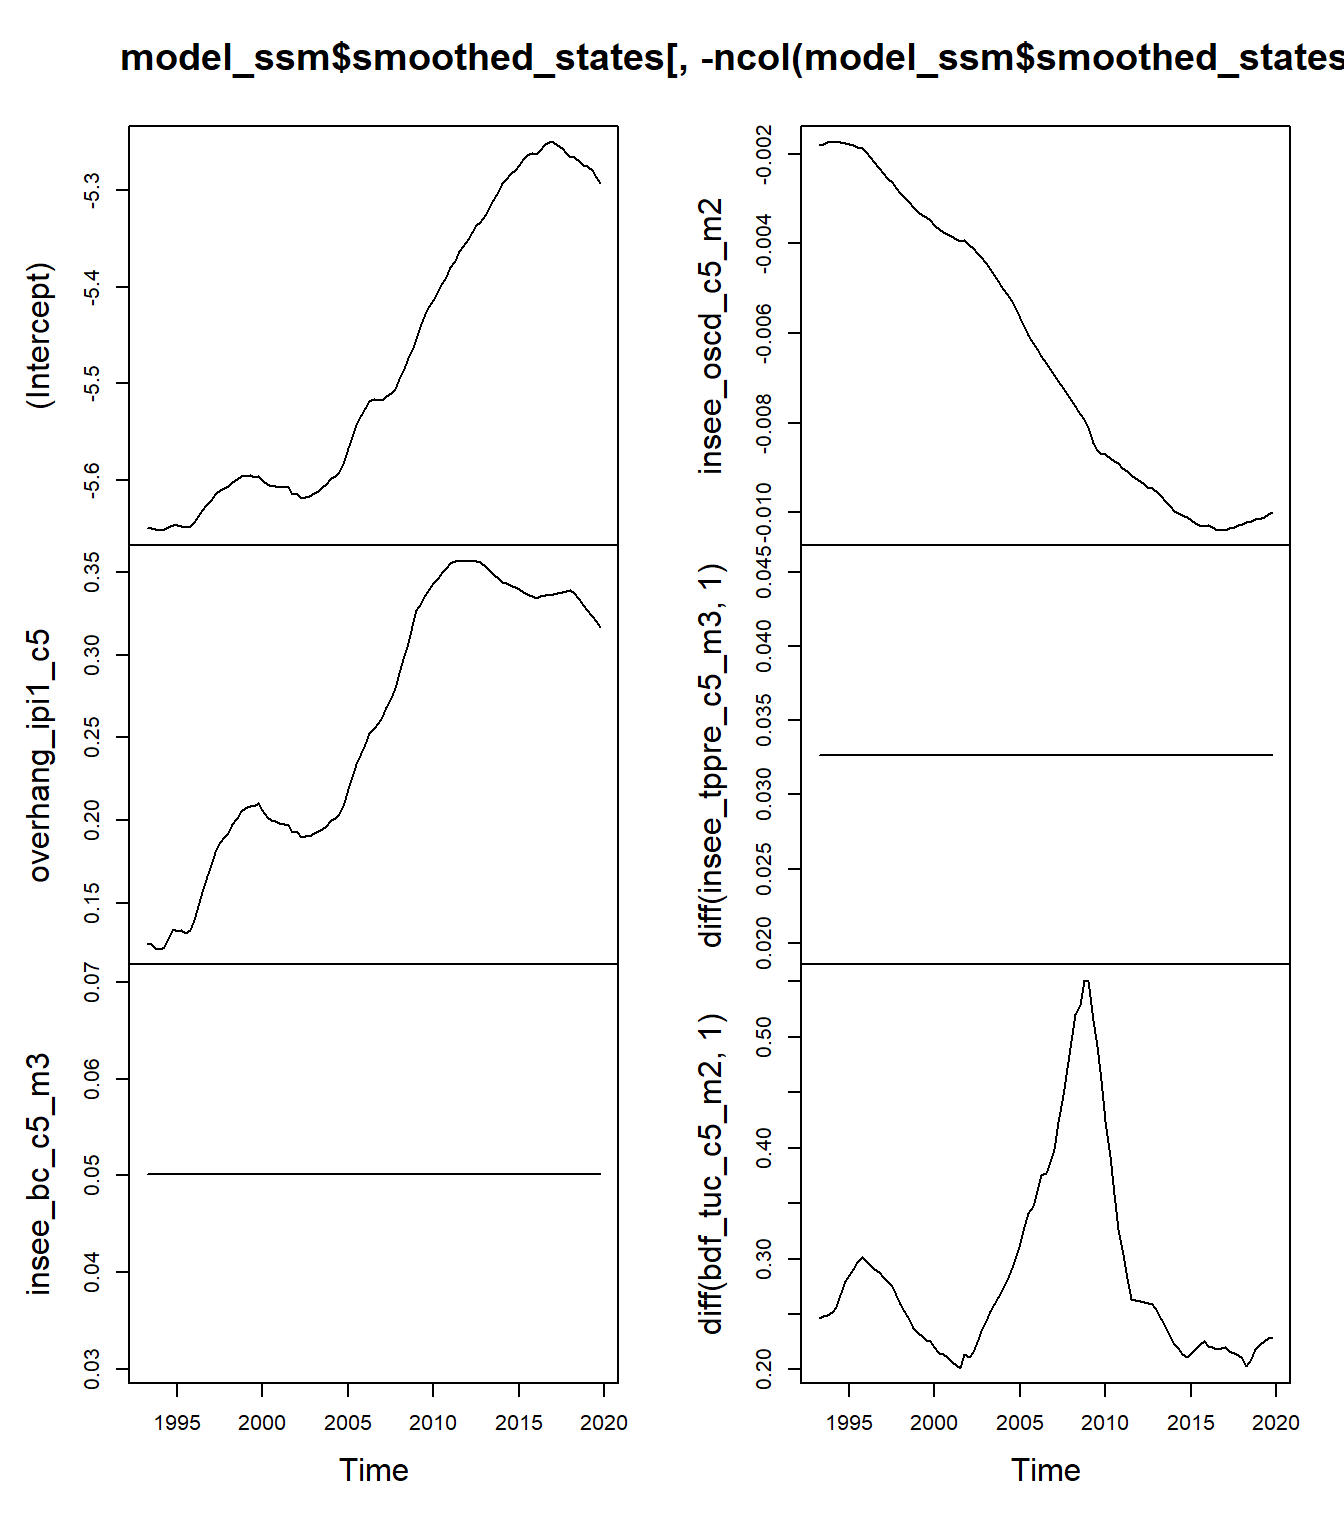 model_ssm$smoothed_states[, -ncol(model_ssm$smoothed_states
(Intercept)
-5.3
-5.4
-5.5
-5.6
overhang_ipi1_c5
0.35
0.30
0.25
0.20
0.15
insee_bc_c5_m3
0.07
0.06
0.05
0.04
0.03
1995 2000 2005 2010 2015 2020
Time
insee_oscd_c5_m2
-0.002
-0.004
-0.006
-0.008
-0.010
diff(insee_tppre_c5_m3, 1)
0.045
0.040
0.035
0.030
0.025
0.020
diff(bdf_tuc_c5_m2, 1)
0.50
0.40
0.30
0.20
1995 2000 2005 2010 2015 2020
Time